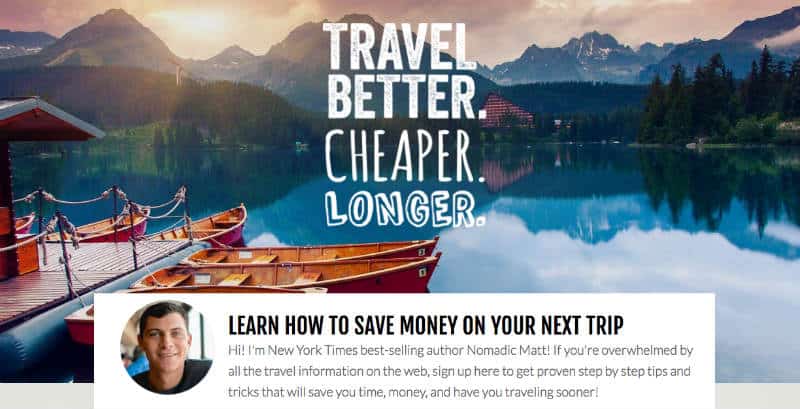 TRAVEL
BETTER.
CHEAPER.
LONGER.
LEARN HOW TO SAVE MONEY ON YOUR NEXT TRIP
Hi! I'm New York Times best-selling author Nomadic Matt! If you're overwhelmed by
all the travel information on the web, sign up here to get proven step by step tips and
tricks that will save you time, money, and have you traveling sooner!